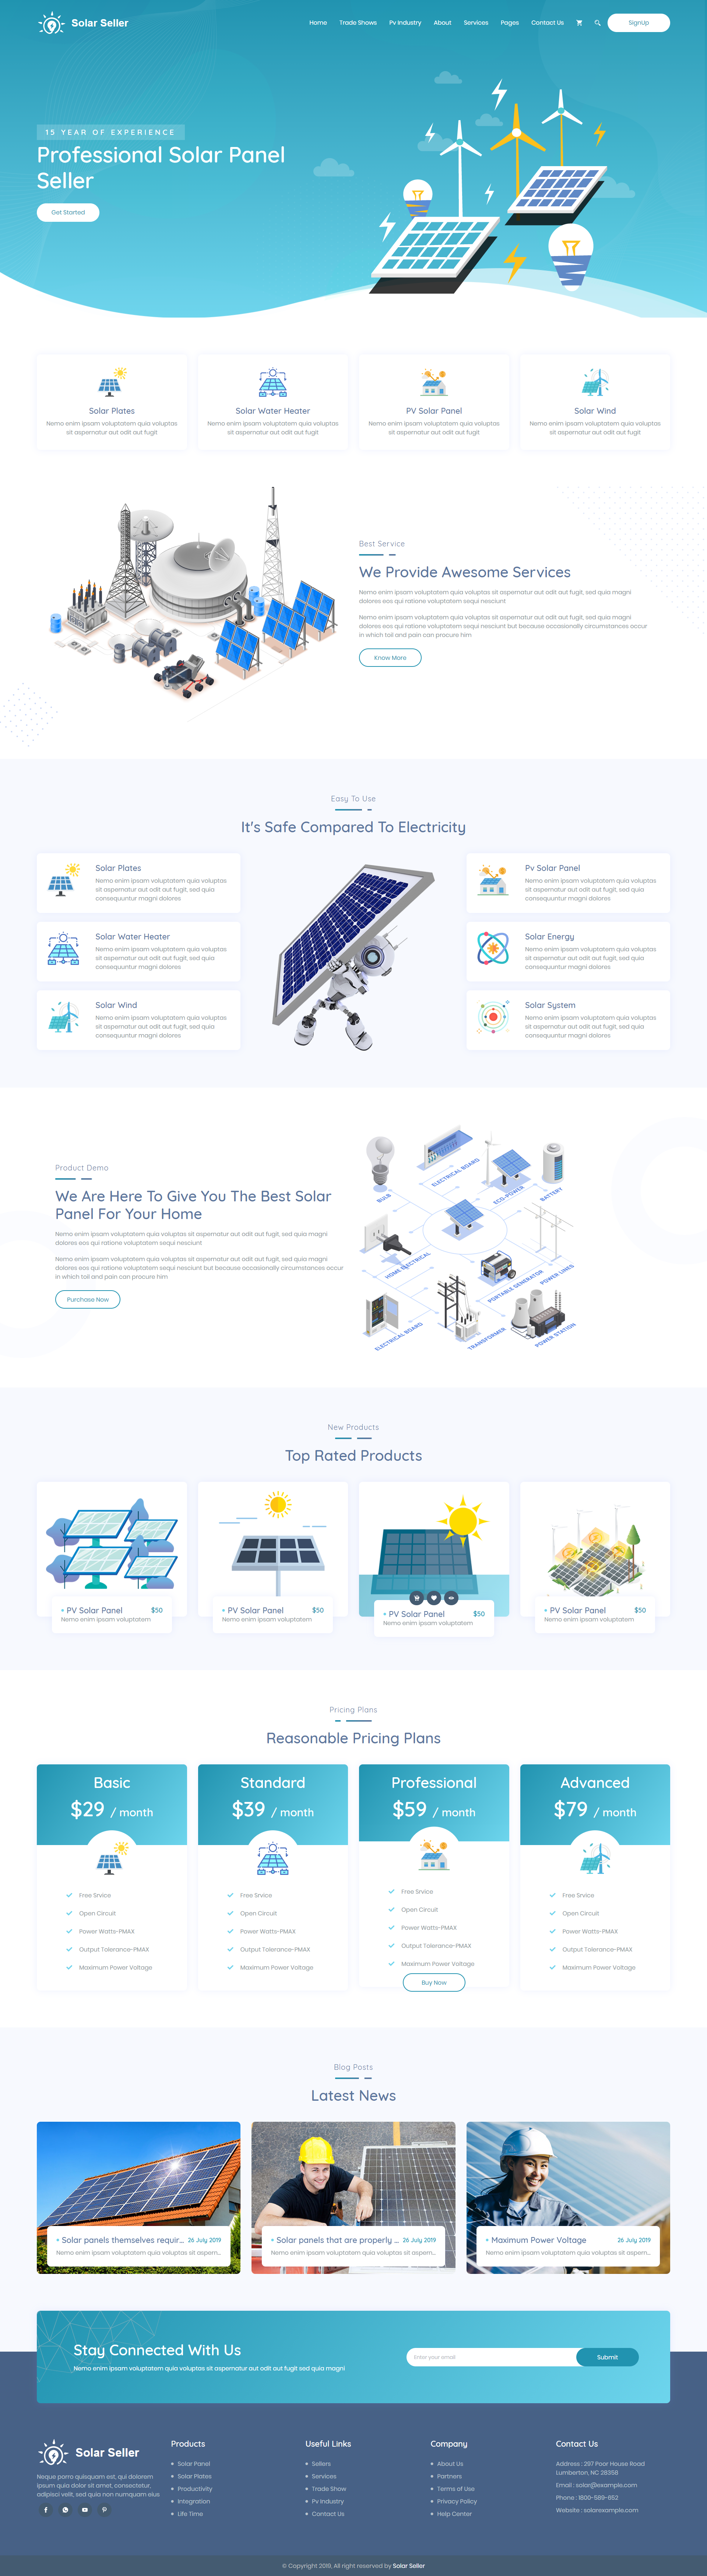 Solar Seller
Home Trade Shows Pv Industry About Services Pages Contact Us SignUp
15 YEAR OF EXPERIENCE
Professional Solar Panel
Seller
Get Started
Solar Plates
Nemo enim ipsam voluptatem quia voluptas
sit aspernatur aut odit aut fugit
Solar Water Heater
Nemo enim ipsam voluptatem quia voluptas
sit aspernatur aut odit aut fugit
PV Solar Panel
Nemo enim ipsam voluptatem quia voluptas
sit aspernatur aut odit aut fugit
Solar Wind
Nemo enim ipsam voluptatem quia voluptas
sit aspernatur aut odit aut fugit
Best Service
We Provide Awesome Services
Nemo enim ipsam voluptatem quia voluptas sit aspernatur aut odit aut fugit, sed quia magni
dolores eos qui ratione voluptatem sequi nesciunt
Nemo enim ipsam voluptatem quia voluptas sit aspernatur aut odit aut fugit, sed quia magni
dolores eos qui ratione voluptatem sequi nesciunt but because occasionally circumstances occur
in which toil and pain can procure him
Know More
Easy To Use
It's Safe Compared To Electricity
Solar Plates
Nemo enim ipsam voluptatem quia voluptas
sit aspernatur aut odit aut fugit, sed quia
consequuntur magni dolores
Solar Water Heater
Nemo enim ipsam voluptatem quia voluptas
sit aspernatur aut odit aut fugit, sed quia
consequuntur magni dolores
Solar Wind
Nemo enim ipsam voluptatem quia voluptas
sit aspernatur aut odit aut fugit, sed quia
consequuntur magni dolores
Pv Solar Panel
Nemo enim ipsam voluptatem quia voluptas
sit aspernatur aut odit aut fugit, sed quia
consequuntur magni dolores
Solar Energy
Nemo enim ipsam voluptatem quia voluptas
sit aspernatur aut odit aut fugit, sed quia
consequuntur magni dolores
Solar System
Nemo enim ipsam voluptatem quia voluptas
sit aspernatur aut odit aut fugit, sed quia
consequuntur magni dolores
Product Demo
We Are Here To Give You The Best Solar
Panel For Your Home
Nemo enim ipsam voluptatem quia voluptas sit aspernatur aut odit aut fugit, sed quia magni
dolores eos qui ratione voluptatem sequi nesciunt
Nemo enim ipsam voluptatem quia voluptas sit aspernatur aut odit aut fugit, sed quia magni
dolores eos qui ratione voluptatem sequi nesciunt but because occasionally circumstances occur
in which toil and pain can procure him
Purchase Now
BULB
ELECTRICAL BOARD
ECO-POWER
BATTERY
HOME ELECTRICAL
PORTABLE GENERATOR
POWER LINES
ELECTRICAL BOARD
TRANSFORMER
POWER STATION
New Products
Top Rated Products
PV Solar Panel $50
Nemo enim ipsam voluptatem
PV Solar Panel $50
Nemo enim ipsam voluptatem
PV Solar Panel $50
Nemo enim ipsam voluptatem
PV Solar Panel $50
Nemo enim ipsam voluptatem
Pricing Plans
Reasonable Pricing Plans
Basic
$29 / month
Free Srvice
Open Circuit
Power Watts-PMAX
Output Tolerance-PMAX
Maximum Power Voltage
Standard
$39 / month
Free Srvice
Open Circuit
Power Watts-PMAX
Output Tolerance-PMAX
Maximum Power Voltage
Professional
$59 / month
Free Srvice
Open Circuit
Power Watts-PMAX
Output Tolerance-PMAX
Maximum Power Voltage
Buy Now
Advanced
$79 / month
Free Srvice
Open Circuit
Power Watts-PMAX
Output Tolerance-PMAX
Maximum Power Voltage
Blog Posts
Latest News
Solar panels themselves requir... 26 July 2019
Nemo enim ipsam voluptatem quia voluptas sit aspern...
Solar panels that are properly ... 26 July 2019
Nemo enim ipsam voluptatem quia voluptas sit aspern...
Maximum Power Voltage 26 July 2019
Nemo enim ipsam voluptatem quia voluptas sit aspern...
Stay Connected With Us
Nemo enim ipsam voluptatem quia voluptas sit aspernatur aut odit aut fugit sed quia magni
Enter your email Submit
Solar Seller
Neque porro quisquam est, qui dolorem
ipsum quia dolor sit amet, consectetur,
adipisci velit, sed quia non numquam eius
Products
Solar Panel
Solar Plates
Productivity
Integration
Life Time
Useful Links
Sellers
Services
Trade Show
Pv Industry
Contact Us
Company
About Us
Partners
Terms of Use
Privacy Policy
Help Center
Contact Us
Address : 297 Poor House Road
Lumberton, NC 28358
Email : solar@example.com
Phone : 1800-589-652
Website : solarexample.com
© Copyright 2019, All right reserved by Solar Seller